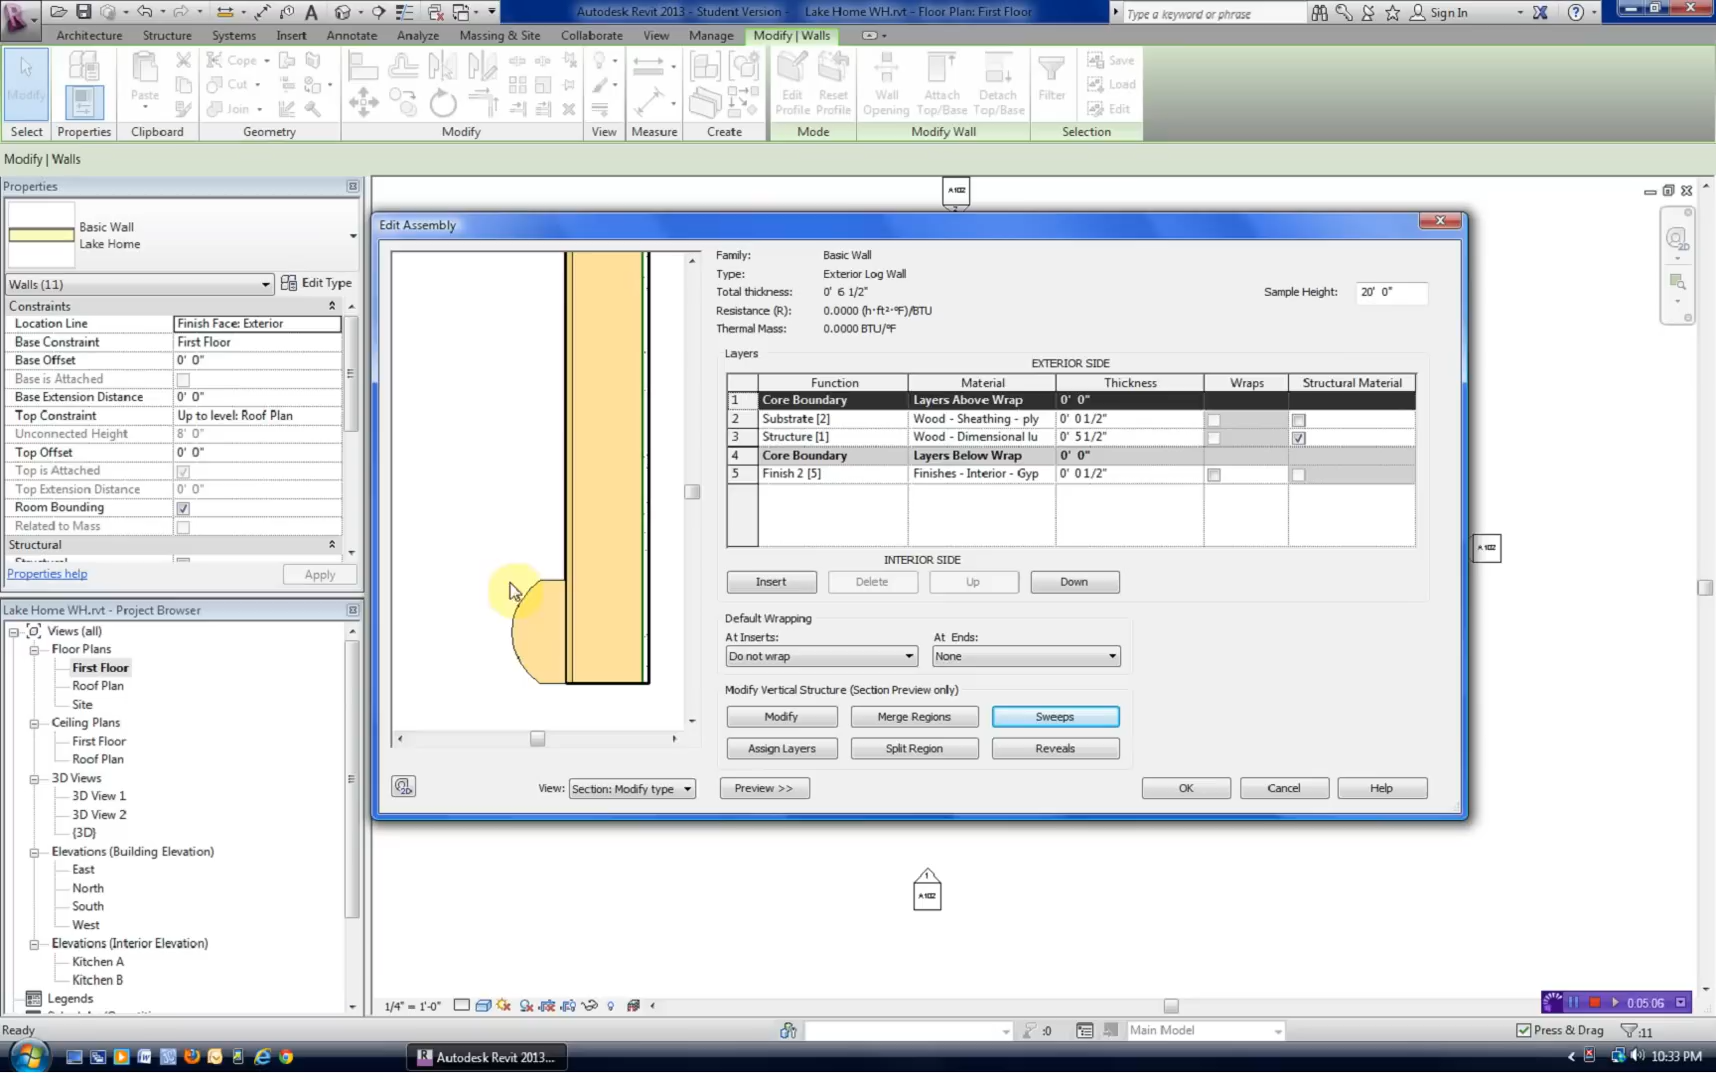 Autodesk Revit 2013 - Student Version - Lake Home WH.rvt - Floor Plan: First Floor
Type a keyword or phrase
Sign In
Architecture Structure Systems Insert Annotate Analyze Massing & Site Collaborate View Manage Modify | Walls
Modify
Paste
Cope
Cut
Join
Edit Profile
Reset Profile
Wall Opening
Attach Top/Base
Detach Top/Base
Filter
Save
Load
Edit
Select Properties Clipboard Geometry Modify View Measure Create Mode Modify Wall Selection
Modify | Walls
Properties
Basic Wall
Lake Home
Walls (11)
Edit Type
Constraints
Location Line Finish Face: Exterior
Base Constraint First Floor
Base Offset 0' 0"
Base is Attached
Base Extension Distance 0' 0"
Top Constraint Up to level: Roof Plan
Unconnected Height 8' 0"
Top Offset 0' 0"
Top is Attached
Top Extension Distance 0' 0"
Room Bounding
Related to Mass
Structural
Properties help
Apply
Lake Home WH.rvt - Project Browser
Views (all)
Floor Plans
First Floor
Roof Plan
Site
Ceiling Plans
First Floor
Roof Plan
3D Views
3D View 1
3D View 2
{3D}
Elevations (Building Elevation)
East
North
South
West
Elevations (Interior Elevation)
Kitchen A
Kitchen B
Legends
A102
Edit Assembly
Family: Basic Wall
Type: Exterior Log Wall
Total thickness: 0' 6 1/2"
Resistance (R): 0.0000 (h·ft²·°F)/BTU
Thermal Mass: 0.0000 BTU/°F
Sample Height: 20' 0"
Layers
EXTERIOR SIDE
Function Material Thickness Wraps Structural Material
1 Core Boundary Layers Above Wrap 0' 0"
2 Substrate [2] Wood - Sheathing - ply 0' 0 1/2"
3 Structure [1] Wood - Dimensional lu 0' 5 1/2"
4 Core Boundary Layers Below Wrap 0' 0"
5 Finish 2 [5] Finishes - Interior - Gyp 0' 0 1/2"
INTERIOR SIDE
Insert Delete Up Down
Default Wrapping
At Inserts: At Ends:
Do not wrap None
Modify Vertical Structure (Section Preview only)
Modify Merge Regions Sweeps
Assign Layers Split Region Reveals
View: Section: Modify type
Preview >>
OK Cancel Help
A102
1
A102
1/4" = 1'-0"
0:05:06
Ready
:0
Main Model
Press & Drag
:11
Autodesk Revit 2013...
10:33 PM